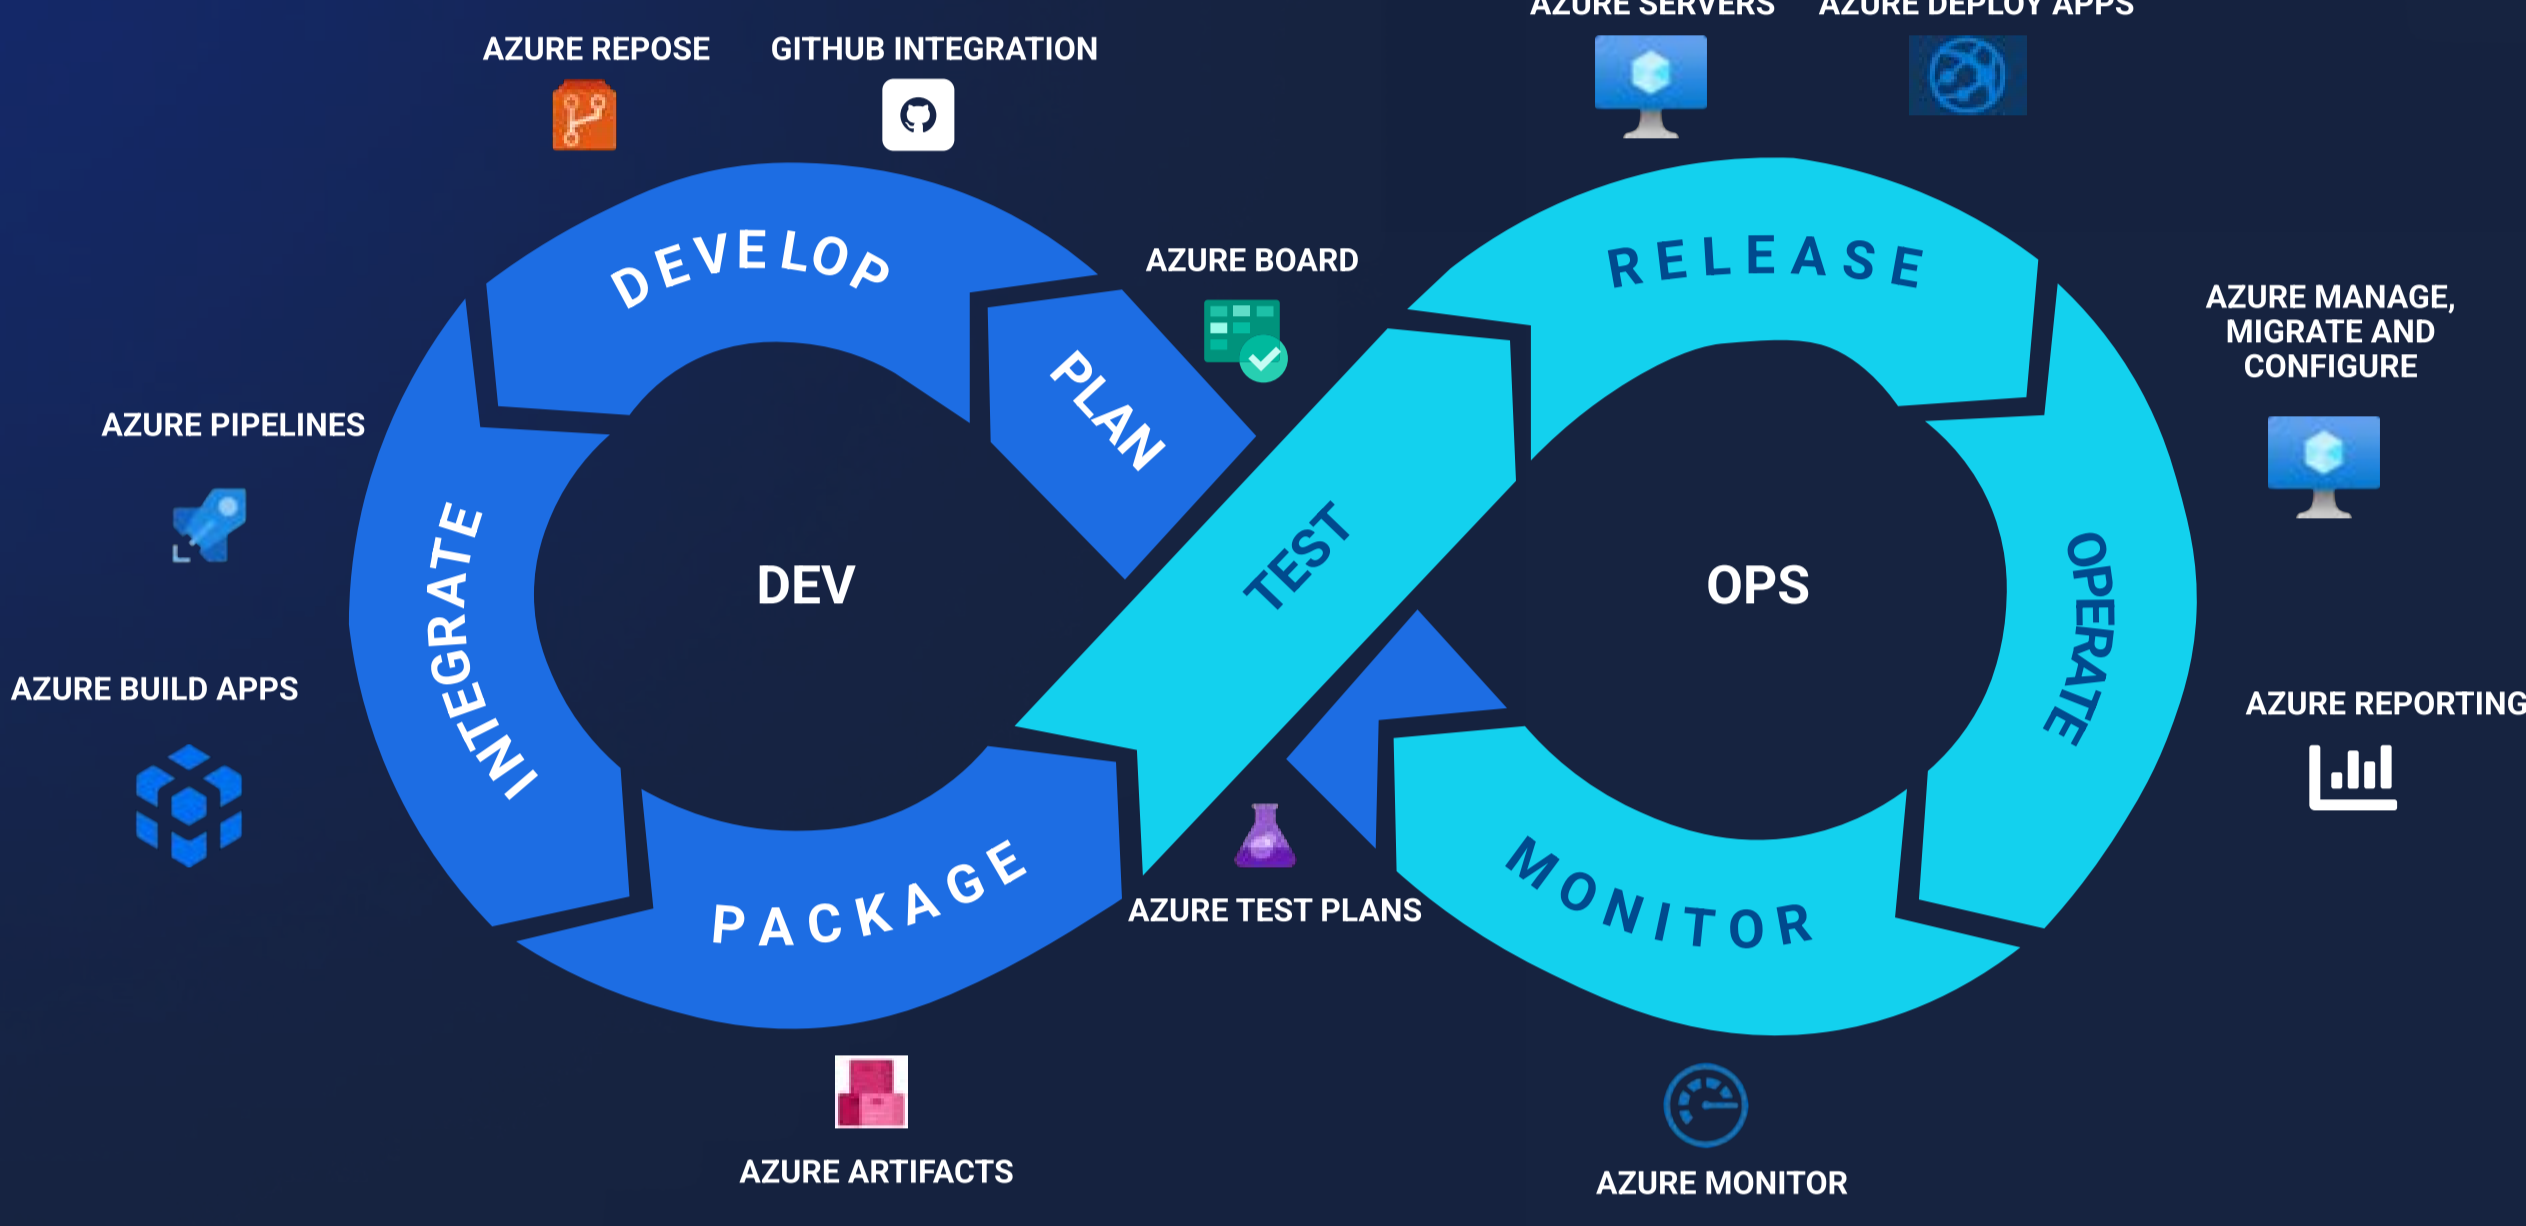 AZURE SERVERS
AZURE DEPLOY APPS
AZURE REPOSE
GITHUB INTEGRATION
DEVELOP
RELEASE
AZURE BOARD
AZURE MANAGE,
MIGRATE AND
CONFIGURE
PLAN
AZURE PIPELINES
INTEGRATE
DEV
TEST
OPS
OPERATE
AZURE BUILD APPS
AZURE REPORTING
PACKAGE
AZURE TEST PLANS
MONITOR
AZURE ARTIFACTS
AZURE MONITOR